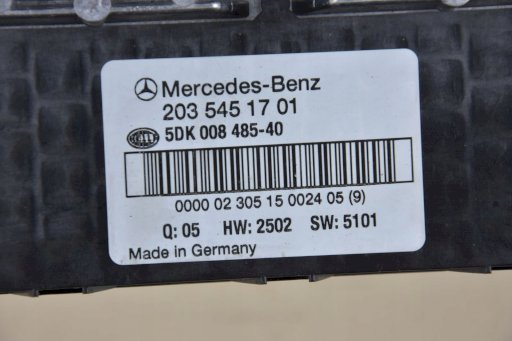 Mercedes-Benz
203 545 17 01
5DK 008 485-40
0000 02 305 15 0024 05 (9)
Q: 05 HW: 2502 SW: 5101
Made in Germany